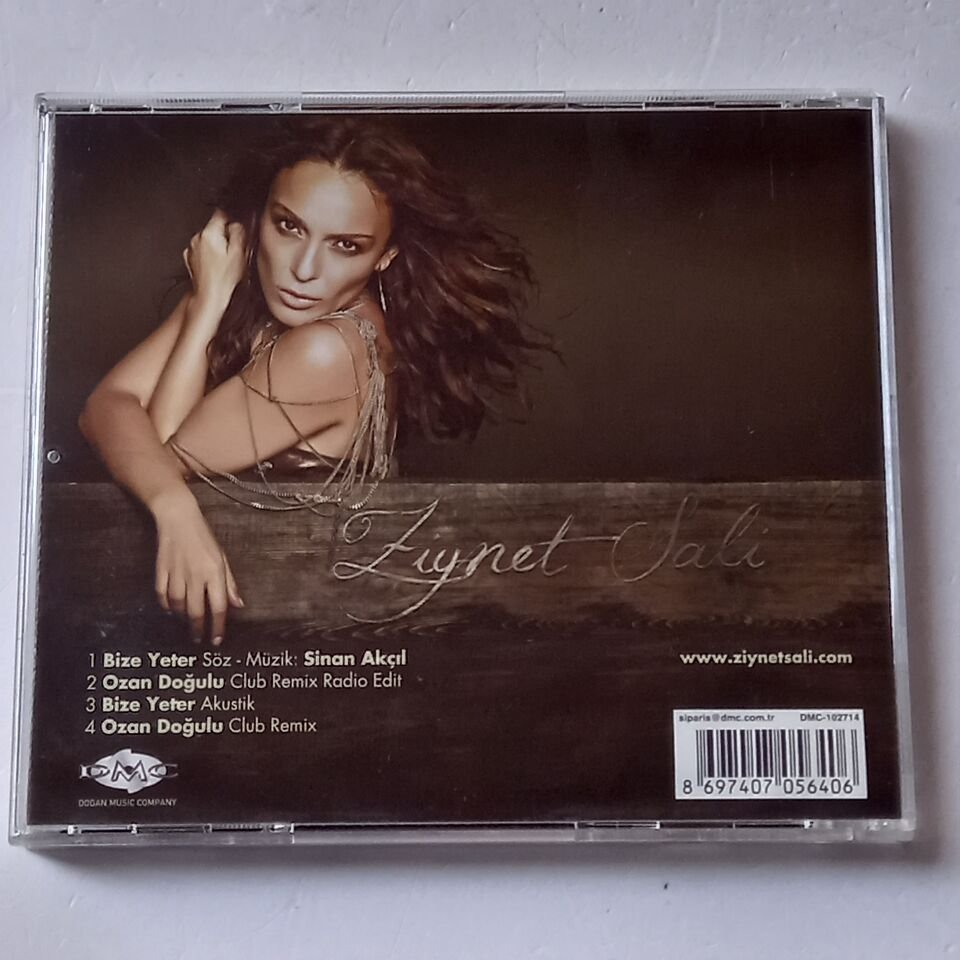 Ziynet Sali
1 Bize Yeter Söz - Müzik: Sinan Akçıl
2 Ozan Doğulu Club Remix Radio Edit
3 Bize Yeter Akustik
4 Ozan Doğulu Club Remix
www.ziynetsali.com
siparis@dmc.com.tr DMC-102714
8 697407 056406
DMC
DOGAN MUSIC COMPANY